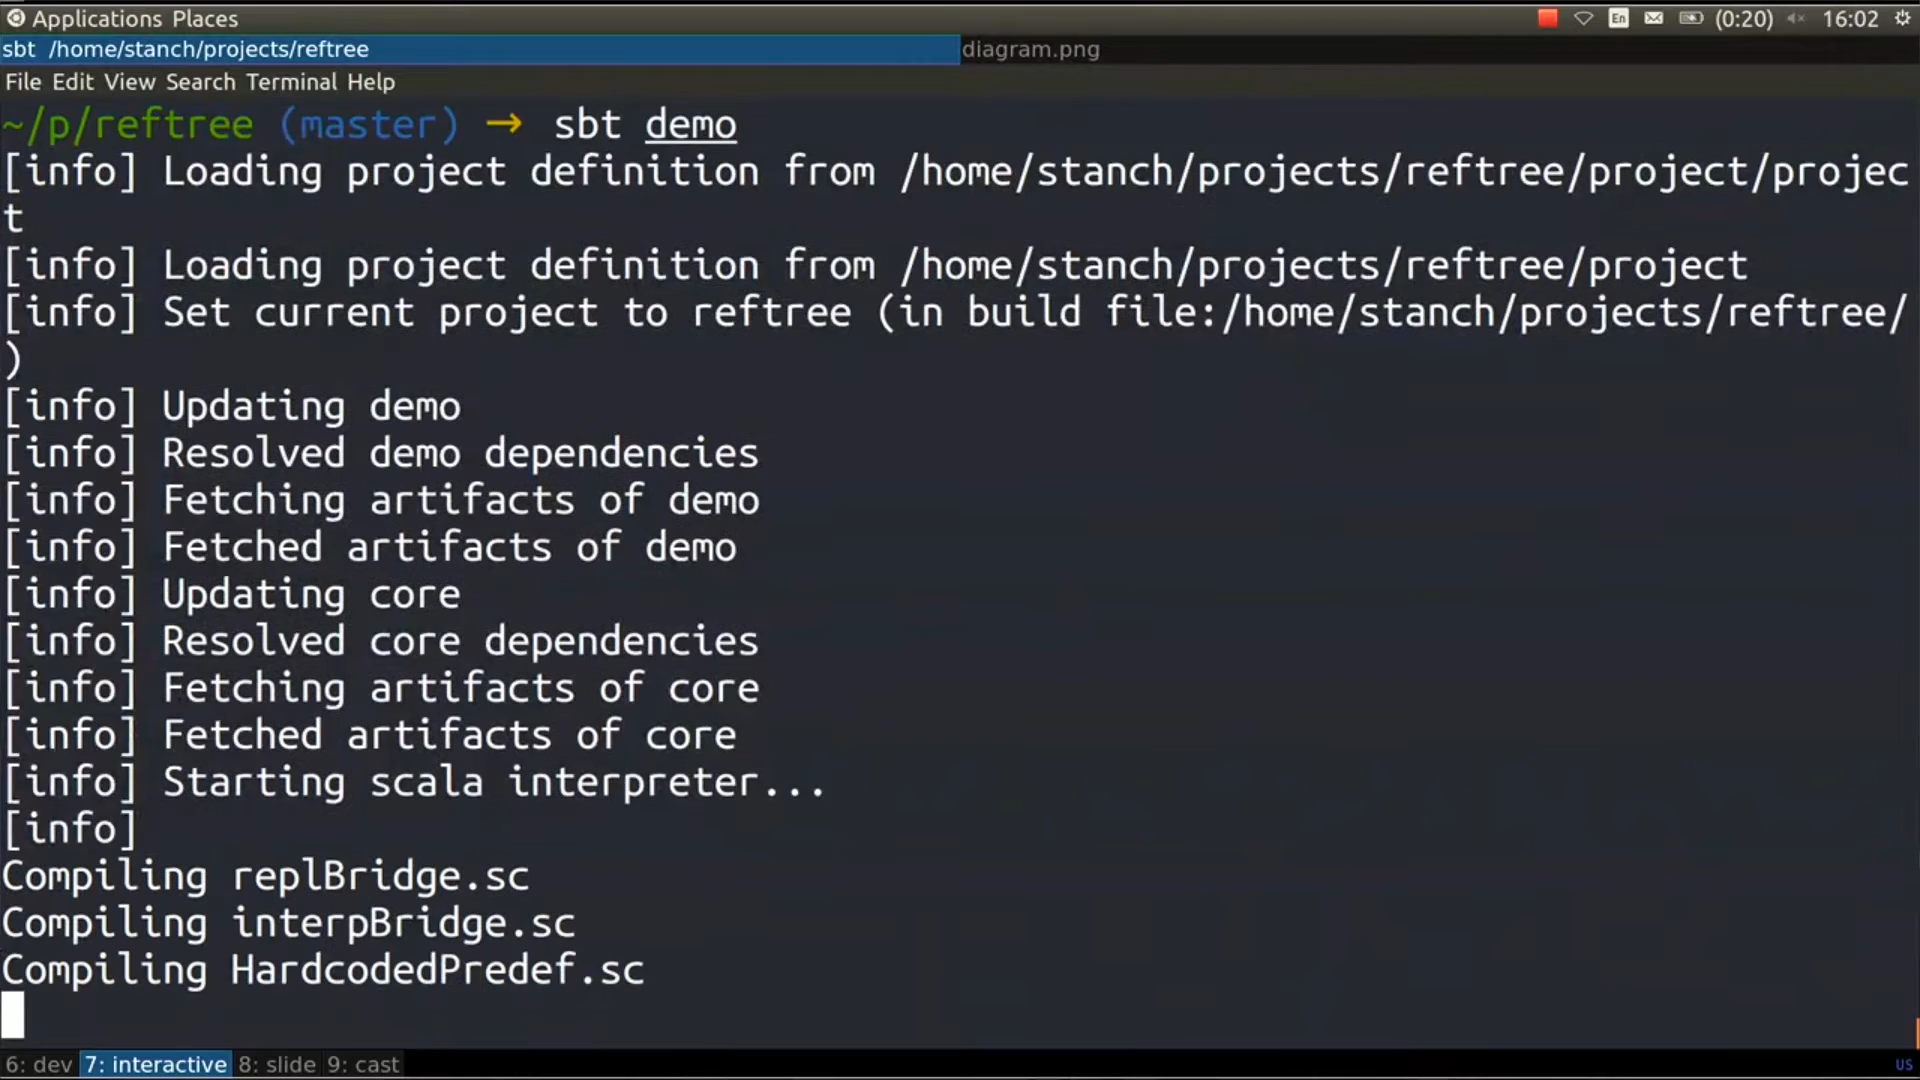 Applications Places
En (0:20) 16:02
sbt /home/stanch/projects/reftree
diagram.png
File Edit View Search Terminal Help
~/p/reftree (master) → sbt demo
[info] Loading project definition from /home/stanch/projects/reftree/project/projec
t
[info] Loading project definition from /home/stanch/projects/reftree/project
[info] Set current project to reftree (in build file:/home/stanch/projects/reftree/
)
[info] Updating demo
[info] Resolved demo dependencies
[info] Fetching artifacts of demo
[info] Fetched artifacts of demo
[info] Updating core
[info] Resolved core dependencies
[info] Fetching artifacts of core
[info] Fetched artifacts of core
[info] Starting scala interpreter...
[info]
Compiling replBridge.sc
Compiling interpBridge.sc
Compiling HardcodedPredef.sc
6: dev 7: interactive 8: slide 9: cast
US